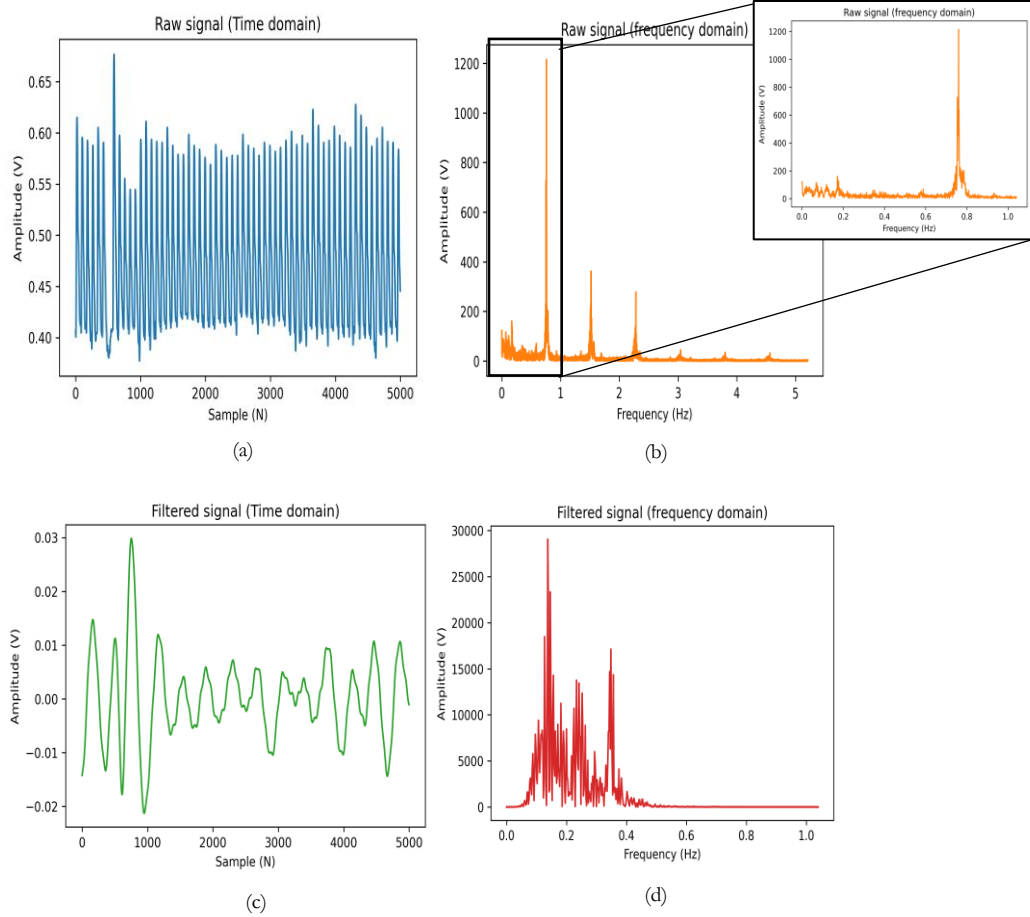 Raw signal (Time domain)
0.65
0.60
0.55
0.50
0.45
0.40
Amplitude (V)
0 1000 2000 3000 4000 5000
Sample (N)
(a)
Raw signal (frequency domain)
1200
1000
800
600
400
200
0
Amplitude (V)
0 1 2 3 4 5
Frequency (Hz)
(b)
Raw signal (frequency domain)
1200
1000
800
600
400
200
0
Amplitude (V)
0.0 0.2 0.4 0.6 0.8 1.0
Frequency (Hz)
Filtered signal (Time domain)
0.03
0.02
0.01
0.00
−0.01
−0.02
Amplitude (V)
0 1000 2000 3000 4000 5000
Sample (N)
(c)
Filtered signal (frequency domain)
30000
25000
20000
15000
10000
5000
0
Amplitude (V)
0.0 0.2 0.4 0.6 0.8 1.0
Frequency (Hz)
(d)